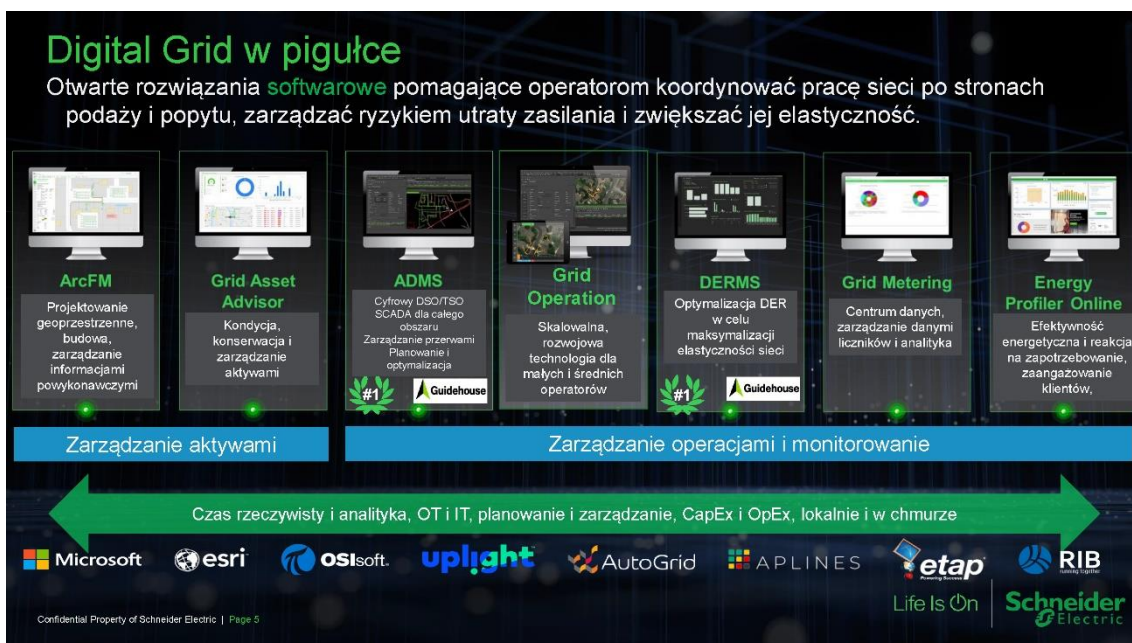 Digital Grid w pigułce
Otwarte rozwiązania softwarowe pomagające operatorom koordynować pracę sieci po stronach
podaży i popytu, zarządzać ryzykiem utraty zasilania i zwiększać jej elastyczność.
ArcFM
Projektowanie
geoprzestrzenne,
budowa,
zarządzanie
informacjami
powykonawczymi
Grid Asset
Advisor
Kondycja,
konserwacja i
zarządzanie
aktywami
ADMS
Cyfrowy DSO/TSO
SCADA dla całego
obszaru
Zarządzanie przerwami
Planowanie i
optymalizacja
#1
Guidehouse
Grid
Operation
Skalowalna,
rozwojowa
technologia dla
małych i średnich
operatorów
DERMS
Optymalizacja DER
w celu
maksymalizacji
elastyczności sieci
#1
Guidehouse
Grid Metering
Centrum danych,
zarządzanie danymi
liczników i analityka
Energy
Profiler Online
Efektywność
energetyczna i reakcja
na zapotrzebowanie,
zaangażowanie
klientów,
Zarządzanie aktywami
Zarządzanie operacjami i monitorowanie
Czas rzeczywisty i analityka, OT i IT, planowanie i zarządzanie, CapEx i OpEx, lokalnie i w chmurze
Microsoft
esri
OSIsoft.
uplight
AutoGrid
APLINES
etap
Powering Success
RIB
running together
Life Is On
Schneider
Electric
Confidential Property of Schneider Electric | Page 5